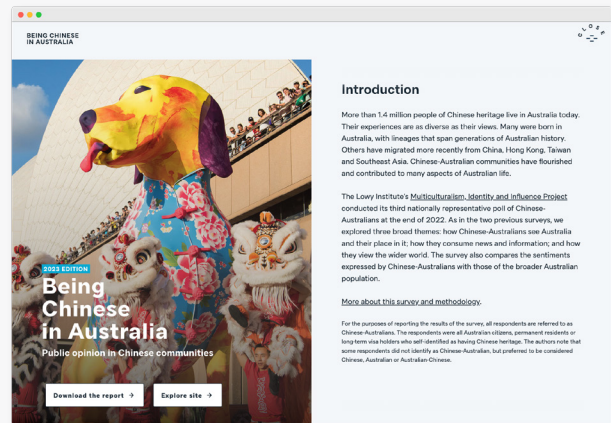 BEING CHINESE
IN AUSTRALIA
CLOSE
2023 EDITION
Being
Chinese
in Australia
Public opinion in Chinese communities
Download the report →
Explore site →
Introduction
More than 1.4 million people of Chinese heritage live in Australia today.
Their experiences are as diverse as their views. Many were born in
Australia, with lineages that span generations of Australian history.
Others have migrated more recently from China, Hong Kong, Taiwan
and Southeast Asia. Chinese-Australian communities have flourished
and contributed to many aspects of Australian life.
The Lowy Institute's Multiculturalism, Identity and Influence Project
conducted its third nationally representative poll of Chinese-
Australians at the end of 2022. As in the two previous surveys, we
explored three broad themes: how Chinese-Australians see Australia
and their place in it; how they consume news and information; and how
they view the wider world. The survey also compares the sentiments
expressed by Chinese-Australians with those of the broader Australian
population.
More about this survey and methodology.
For the purposes of reporting the results of the survey, all respondents are referred to as
Chinese-Australians. The respondents were all Australian citizens, permanent residents or
long-term visa holders who self-identified as having Chinese heritage. The authors note that
some respondents did not identify as Chinese-Australian, but preferred to be considered
Chinese, Australian or Australian-Chinese.